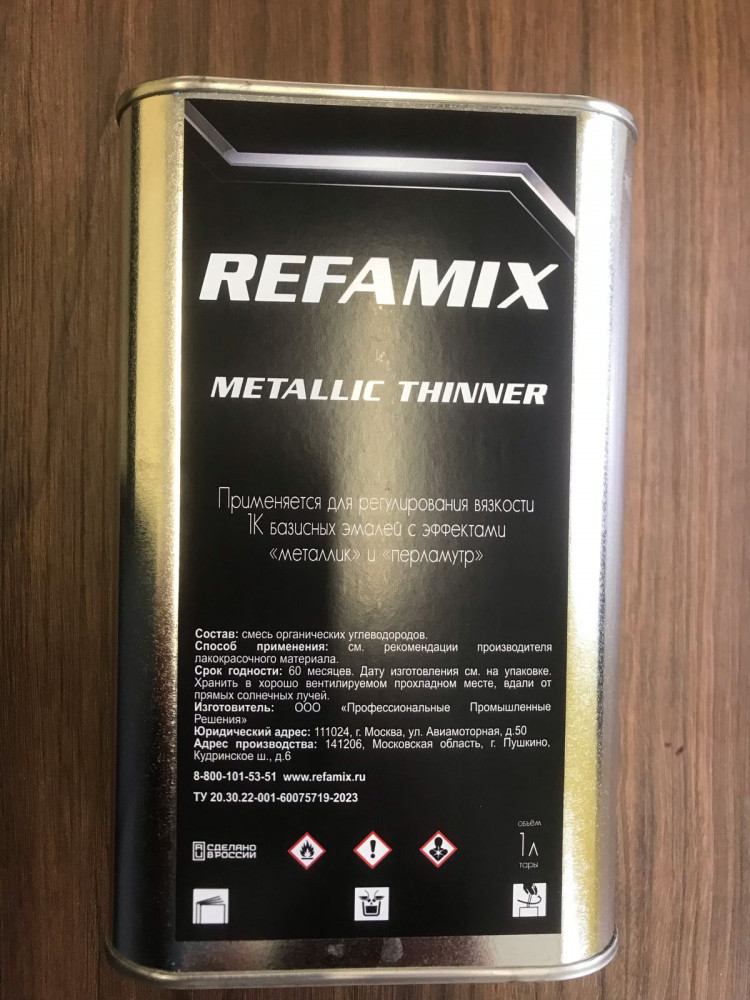 REFAMIX
METALLIC THINNER
Применяется для регулирования вязкости
1К базисных эмалей с эффектами
«металлик» и «перламутр»
Состав: смесь органических углеводородов.
Способ применения: см. рекомендации производителя
лакокрасочного материала.
Срок годности: 60 месяцев. Дату изготовления см. на упаковке.
Хранить в хорошо вентилируемом прохладном месте, вдали от
прямых солнечных лучей.
Изготовитель: ООО «Профессиональные Промышленные
Решения»
Юридический адрес: 111024, г. Москва, ул. Авиамоторная, д.50
Адрес производства: 141206, Московская область, г. Пушкино,
Кудринское ш., д.6
8-800-101-53-51 www.refamix.ru
ТУ 20.30.22-001-60075719-2023
СДЕЛАНО
В РОССИИ
объём
1л
тары